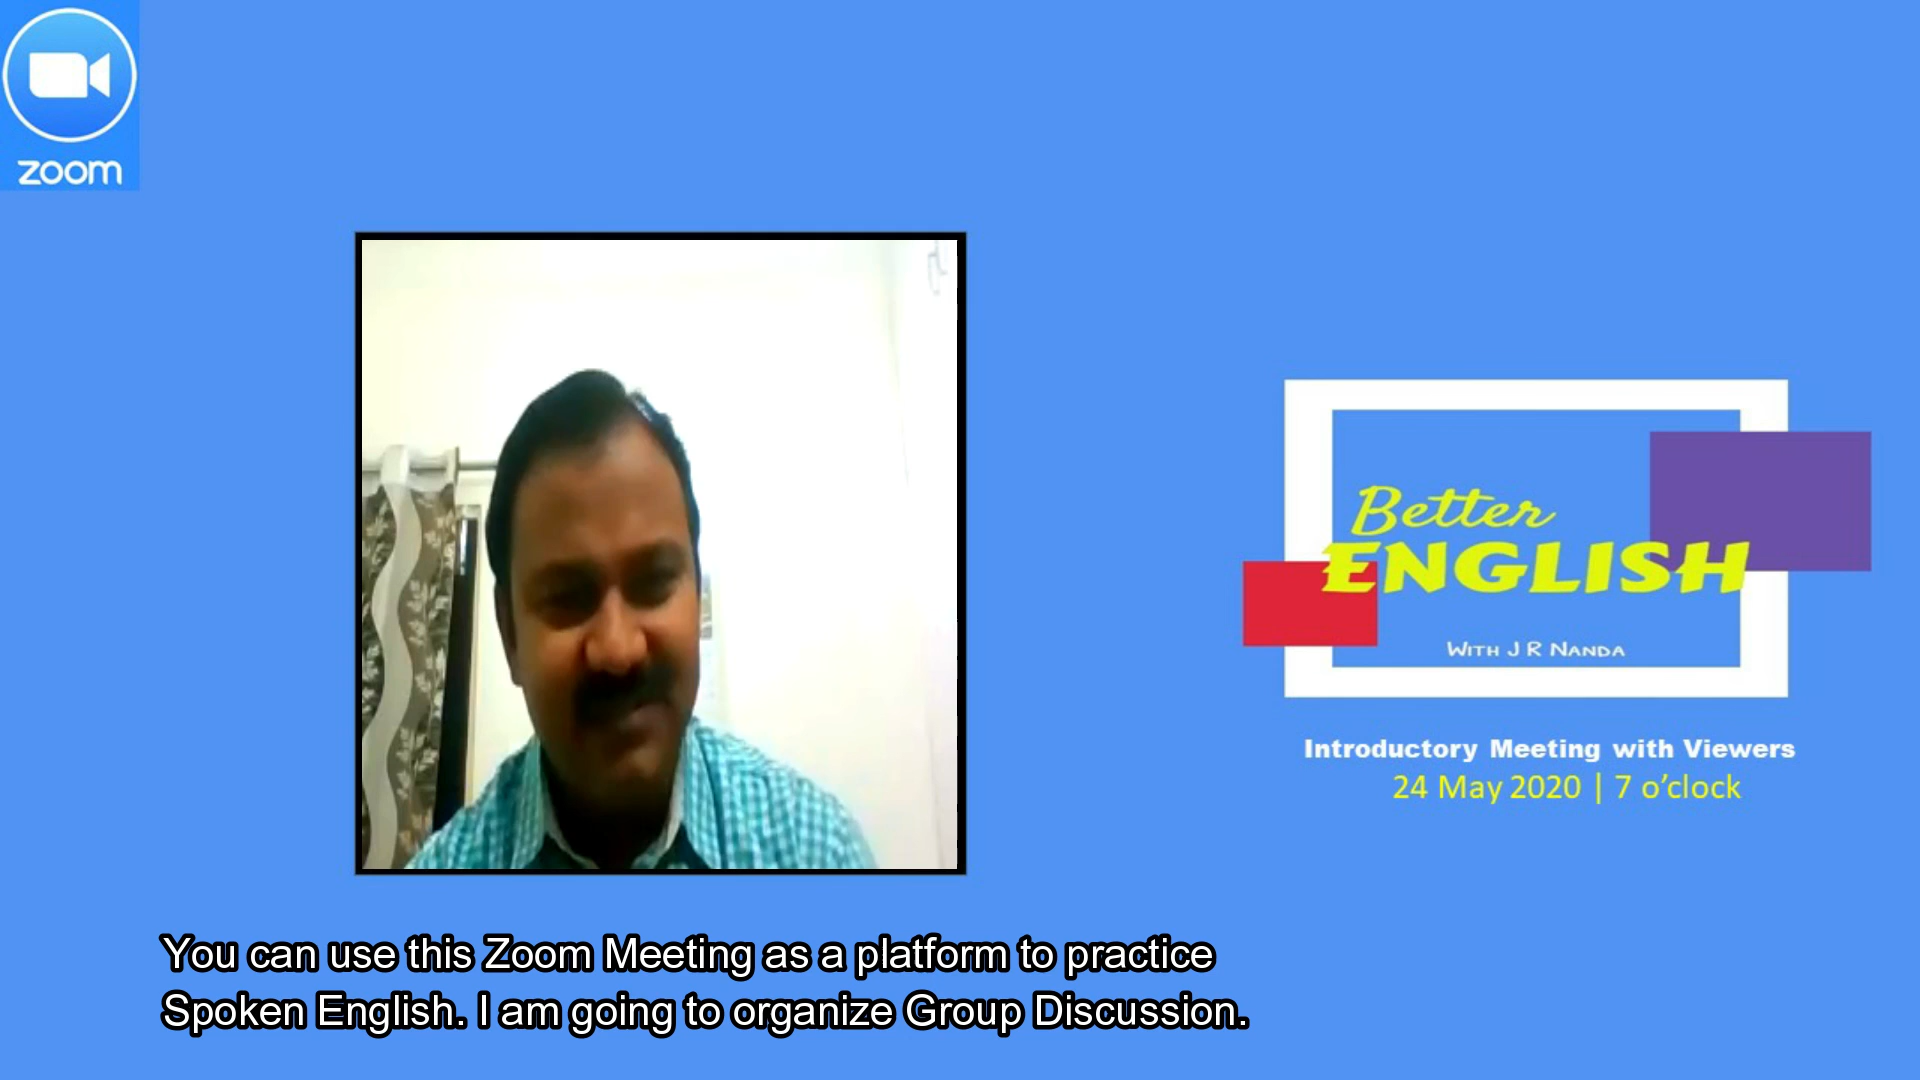 zoom
Better
ENGLISH
WITH J R NANDA
Introductory Meeting with Viewers
24 May 2020 | 7 o’clock
You can use this Zoom Meeting as a platform to practice
Spoken English. I am going to organize Group Discussion.